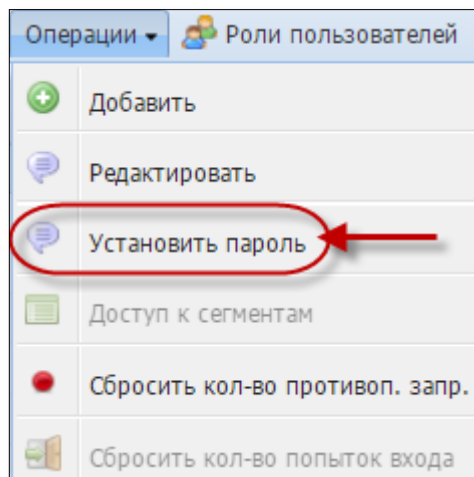 Операции Роли пользователей
Добавить
Редактировать
Установить пароль
Доступ к сегментам
Сбросить кол-во противоп. запр.
Сбросить кол-во попыток входа